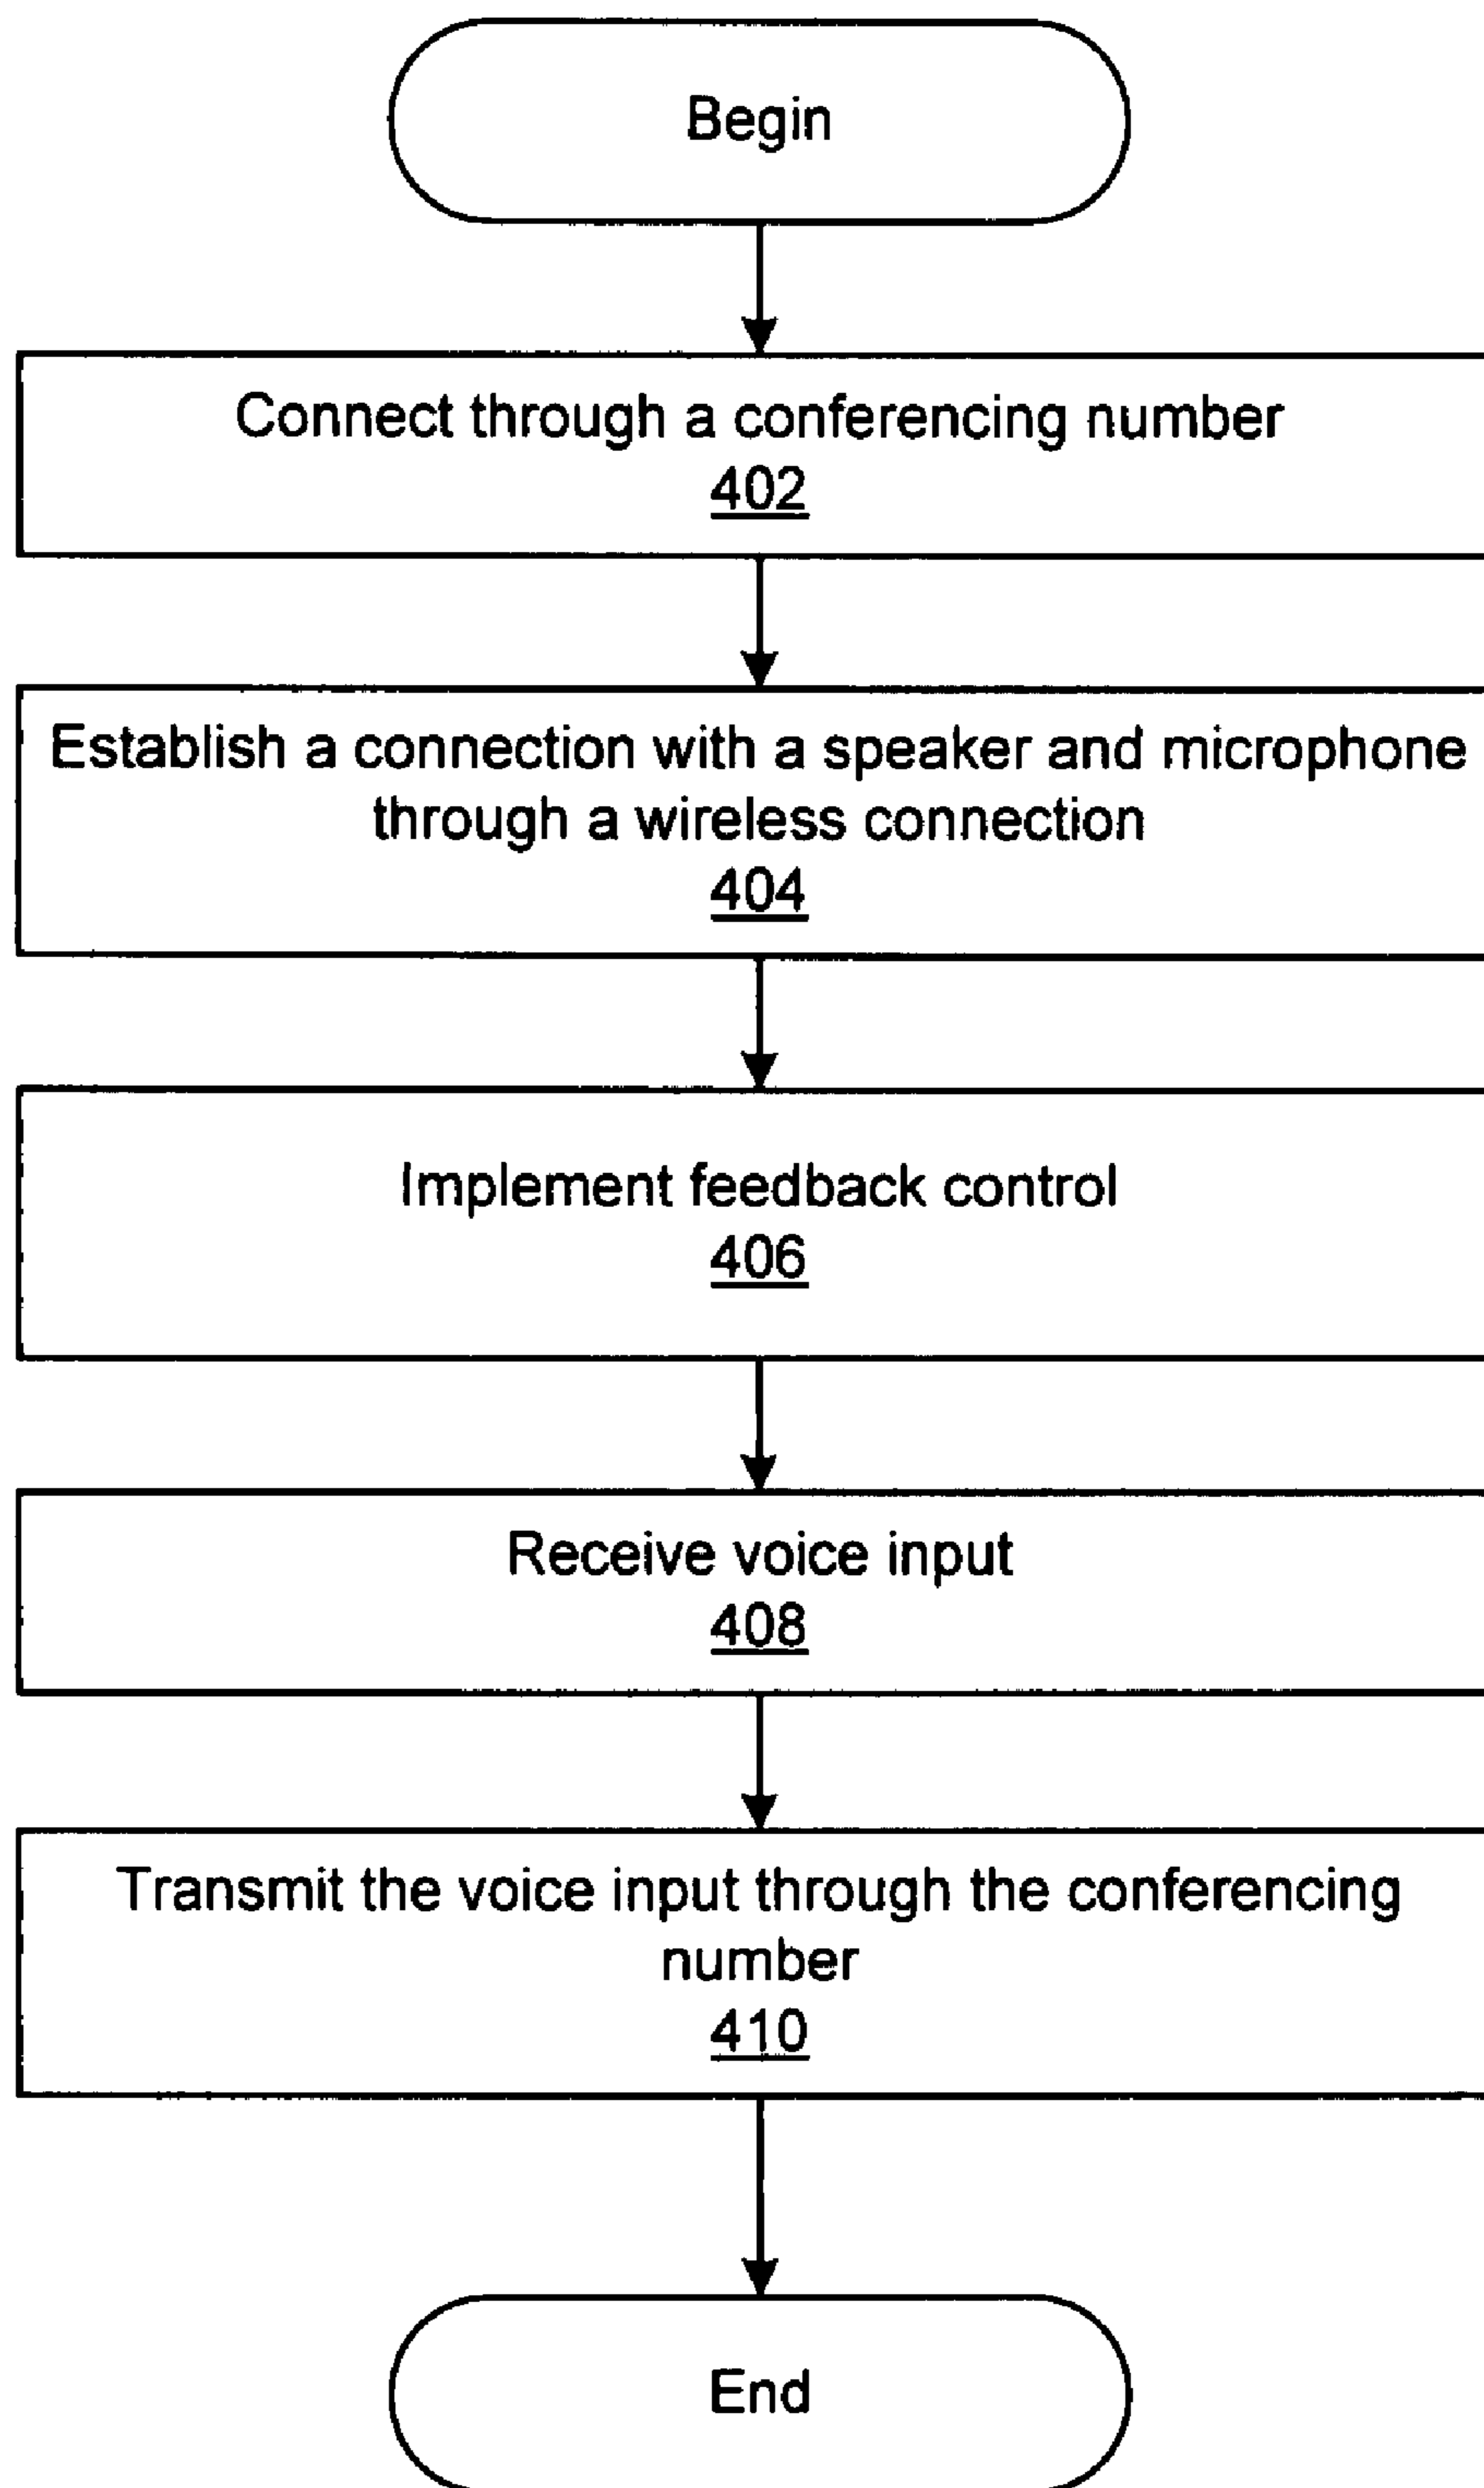 Begin
Connect through a conferencing number
402
Establish a connection with a speaker and microphone
through a wireless connection
404
Implement feedback control
406
Receive voice input
408
Transmit the voice input through the conferencing
number
410
End